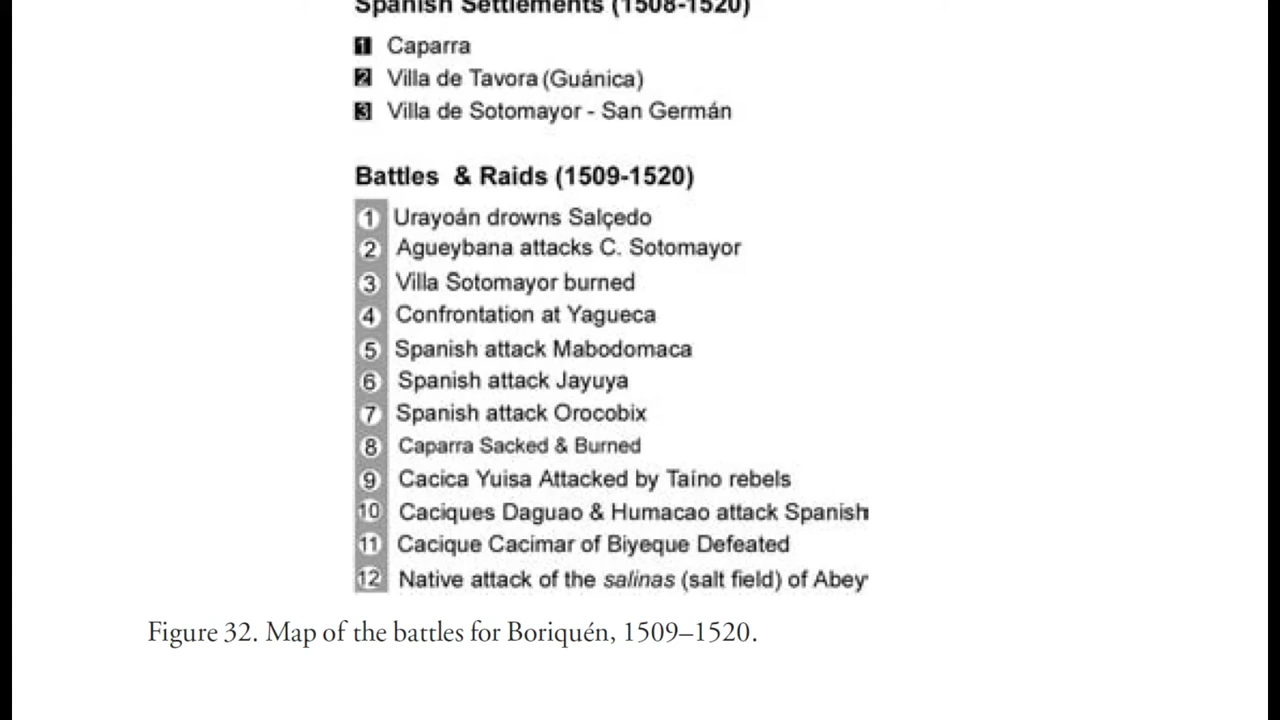 Spanish Settlements (1508-1520)
1 Caparra
2 Villa de Tavora (Guánica)
3 Villa de Sotomayor - San Germán
Battles & Raids (1509-1520)
1 Urayoán drowns Salçedo
2 Agueybana attacks C. Sotomayor
3 Villa Sotomayor burned
4 Confrontation at Yagueca
5 Spanish attack Mabodomaca
6 Spanish attack Jayuya
7 Spanish attack Orocobix
8 Caparra Sacked & Burned
9 Cacica Yuisa Attacked by Taíno rebels
10 Caciques Daguao & Humacao attack Spanish
11 Cacique Cacimar of Biyeque Defeated
12 Native attack of the salinas (salt field) of Abey
Figure 32. Map of the battles for Boriquén, 1509–1520.